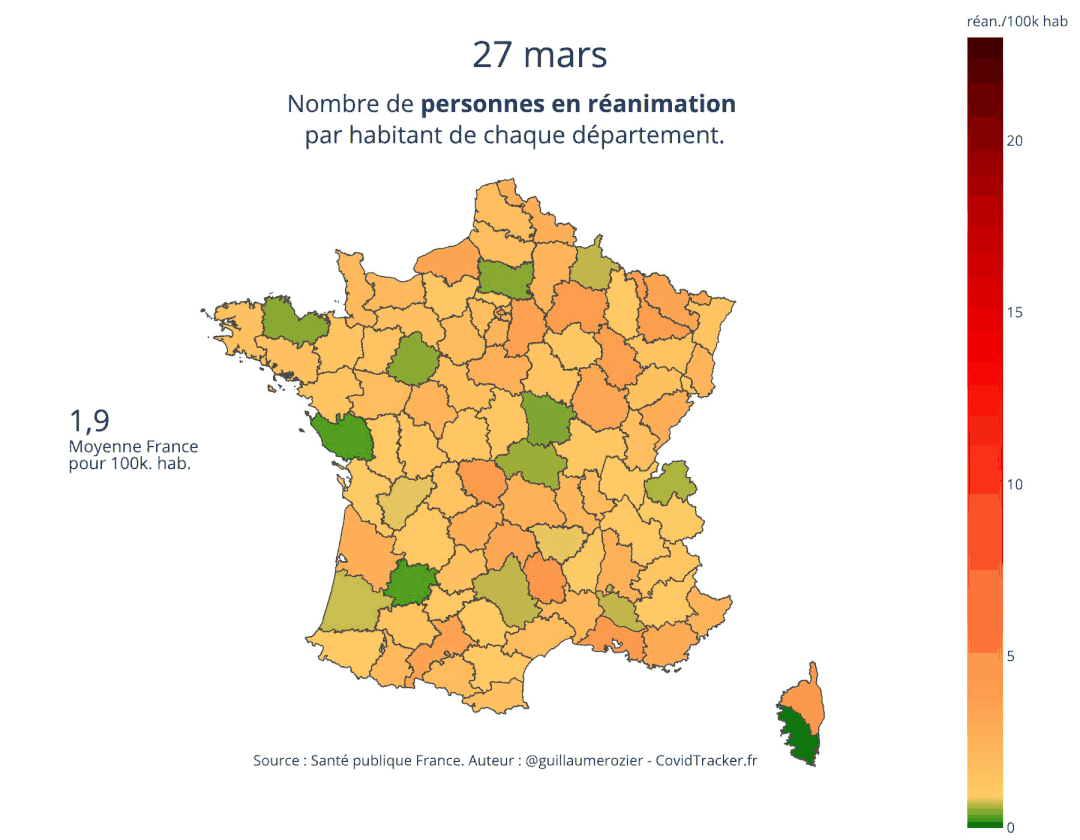 réan./100k hab
27 mars
Nombre de personnes en réanimation
par habitant de chaque département.
20
15
1,9
Moyenne France
pour 100k. hab.
10
5
Source : Santé publique France. Auteur : @guillaumerozier - CovidTracker.fr
0